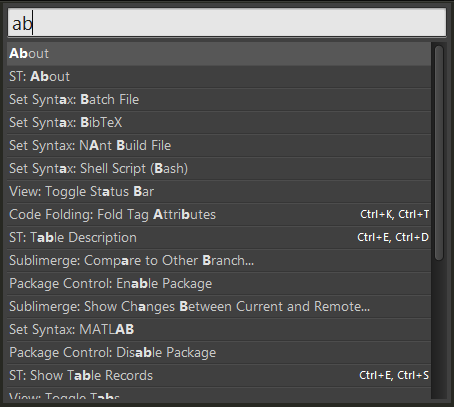 ab
About
ST: About
Set Syntax: Batch File
Set Syntax: BibTeX
Set Syntax: NAnt Build File
Set Syntax: Shell Script (Bash)
View: Toggle Status Bar
Code Folding: Fold Tag Attributes Ctrl+K, Ctrl+T
ST: Table Description Ctrl+E, Ctrl+D
Sublimerge: Compare to Other Branch...
Package Control: Enable Package
Sublimerge: Show Changes Between Current and Remote...
Set Syntax: MATLAB
Package Control: Disable Package
ST: Show Table Records Ctrl+E, Ctrl+S
View: Toggle Tabs